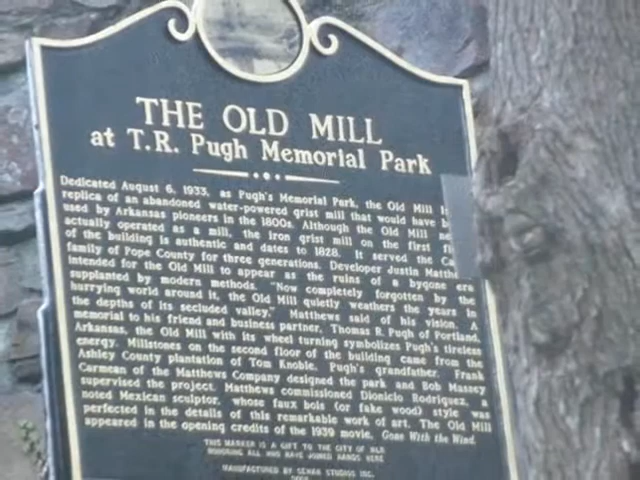 THE OLD MILL
at T.R. Pugh Memorial Park
Dedicated August 6, 1933, as Pugh's Memorial Park, the Old Mill
replica of an abandoned water-powered grist mill that would have
used by Arkansas pioneers in the 1800s. Although the Old Mill
actually operated as a mill, the iron grist mill on the first
of the building is authentic and dates to 1828. It served the
family of Pope County for three generations. Developer Justin
intended for the Old Mill to appear as the ruins of a bygone era
supplanted by modern methods. "Now completely forgotten by the
hurrying world around it, the Old Mill quietly weathers the years in
the depths of its secluded valley," Matthews said of his vision. A
memorial to his friend and business partner, Thomas R. Pugh of Portland,
Arkansas, the Old Mill with its wheel turning symbolizes Pugh's tireless
energy. Millstones on the second floor of the building came from the
Ashley County plantation of Tom Knoble, Pugh's grandfather. Frank
Carmean of the Matthews Company designed the park and Bob Massey
supervised the project. Matthews commissioned Dionicio Rodriquez, a
noted Mexican sculptor, whose faux bois (or fake wood) style was
perfected in the details of this remarkable work of art. The Old Mill
appeared in the opening credits of the 1939 movie, Gone With the Wind.
THIS MARKER IS A GIFT TO THE CITY OF NLR
HONORING ALL WHO HAVE JOINED HANDS HERE
MANUFACTURED BY SEWAH STUDIOS INC.